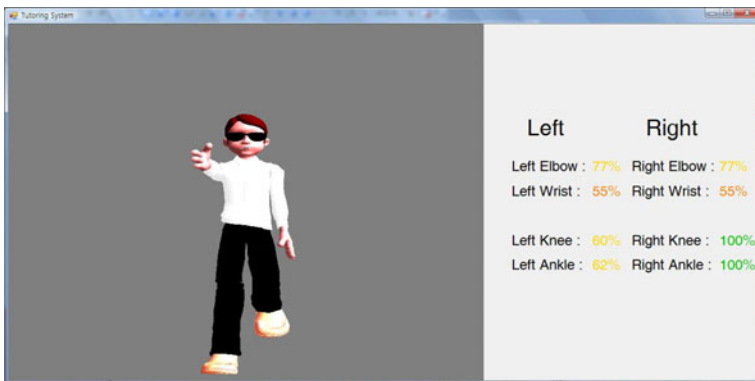 Tutoring System
Left Right
Left Elbow : 77% Right Elbow : 77%
Left Wrist : 55% Right Wrist : 55%
Left Knee : 60% Right Knee : 100%
Left Ankle : 62% Right Ankle : 100%